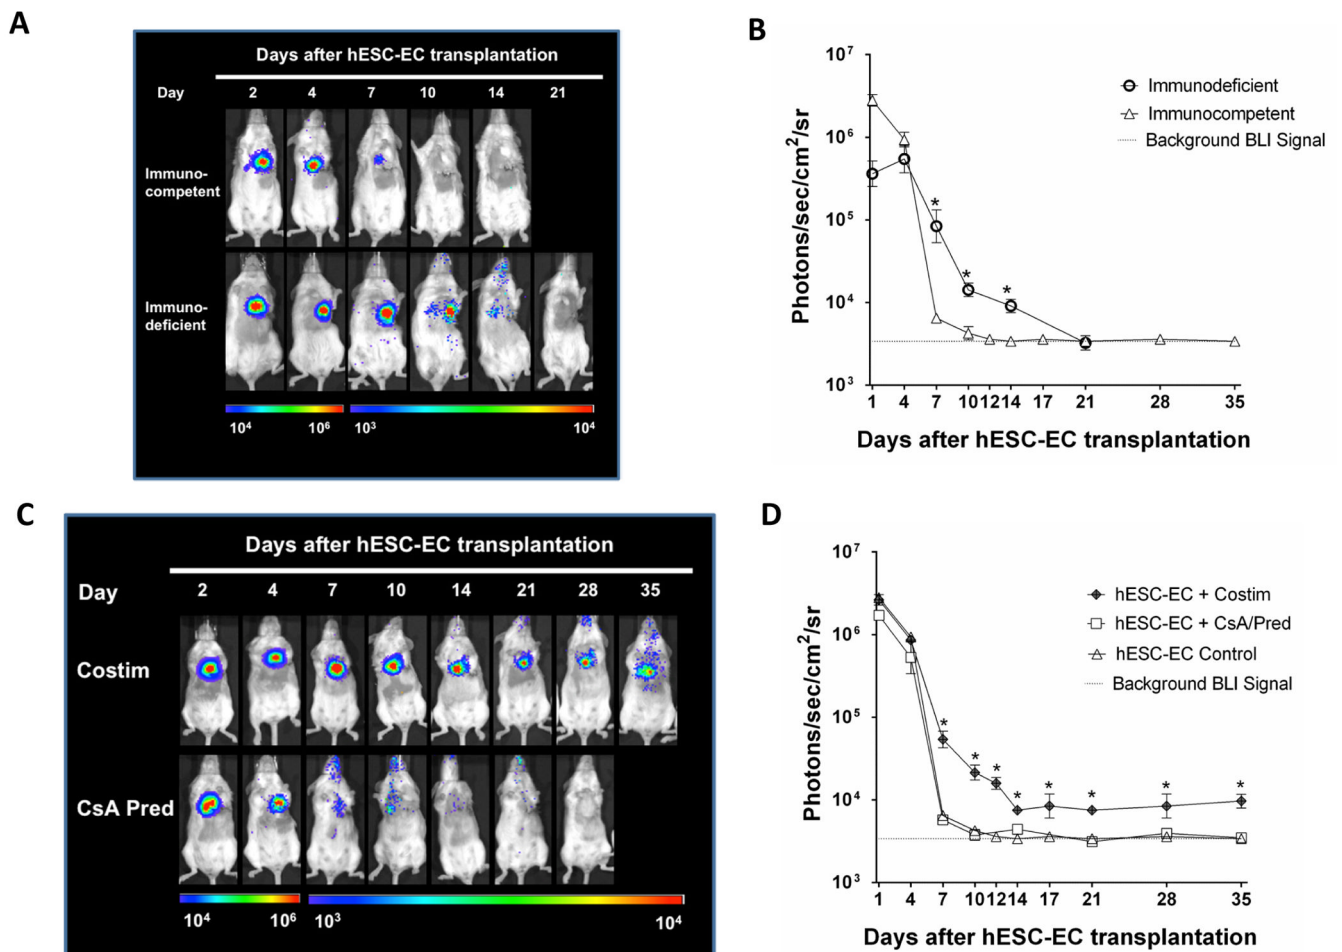 A
Days after hESC-EC transplantation
Day 2 4 7 10 14 21
Immuno-
competent
Immuno-
deficient
10⁴ 10⁶ 10³ 10⁴
B
10⁷
10⁶
10⁵
10⁴
10³
Photons/sec/cm²/sr
Immunodeficient
Immunocompetent
Background BLI Signal
*
*
*
1 4 7 10 12 14 17 21 28 35
Days after hESC-EC transplantation
C
Days after hESC-EC transplantation
Day 2 4 7 10 14 21 28 35
Costim
CsA Pred
10⁴ 10⁶ 10³ 10⁴
D
10⁷
10⁶
10⁵
10⁴
10³
Photons/sec/cm²/sr
hESC-EC + Costim
hESC-EC + CsA/Pred
hESC-EC Control
Background BLI Signal
* * * * * * * *
1 4 7 10 12 14 17 21 28 35
Days after hESC-EC transplantation